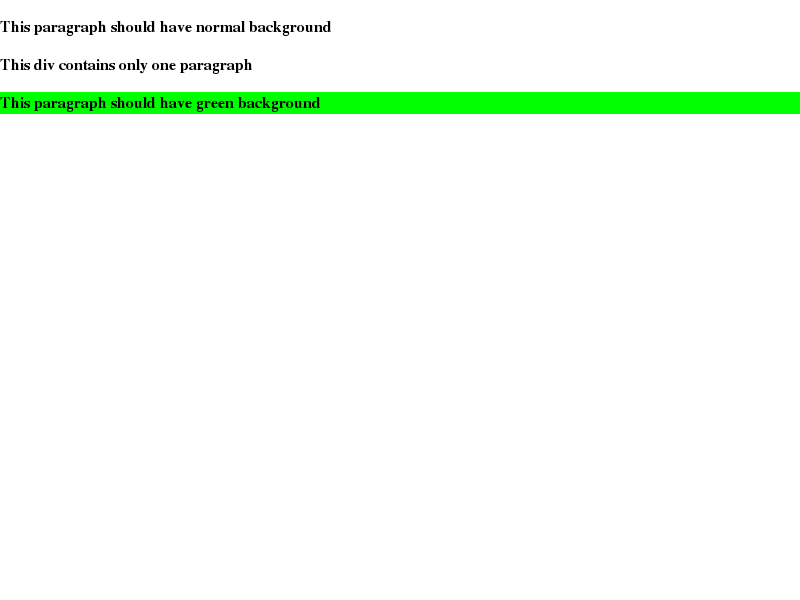 This paragraph should have normal background
This div contains only one paragraph
This paragraph should have green background